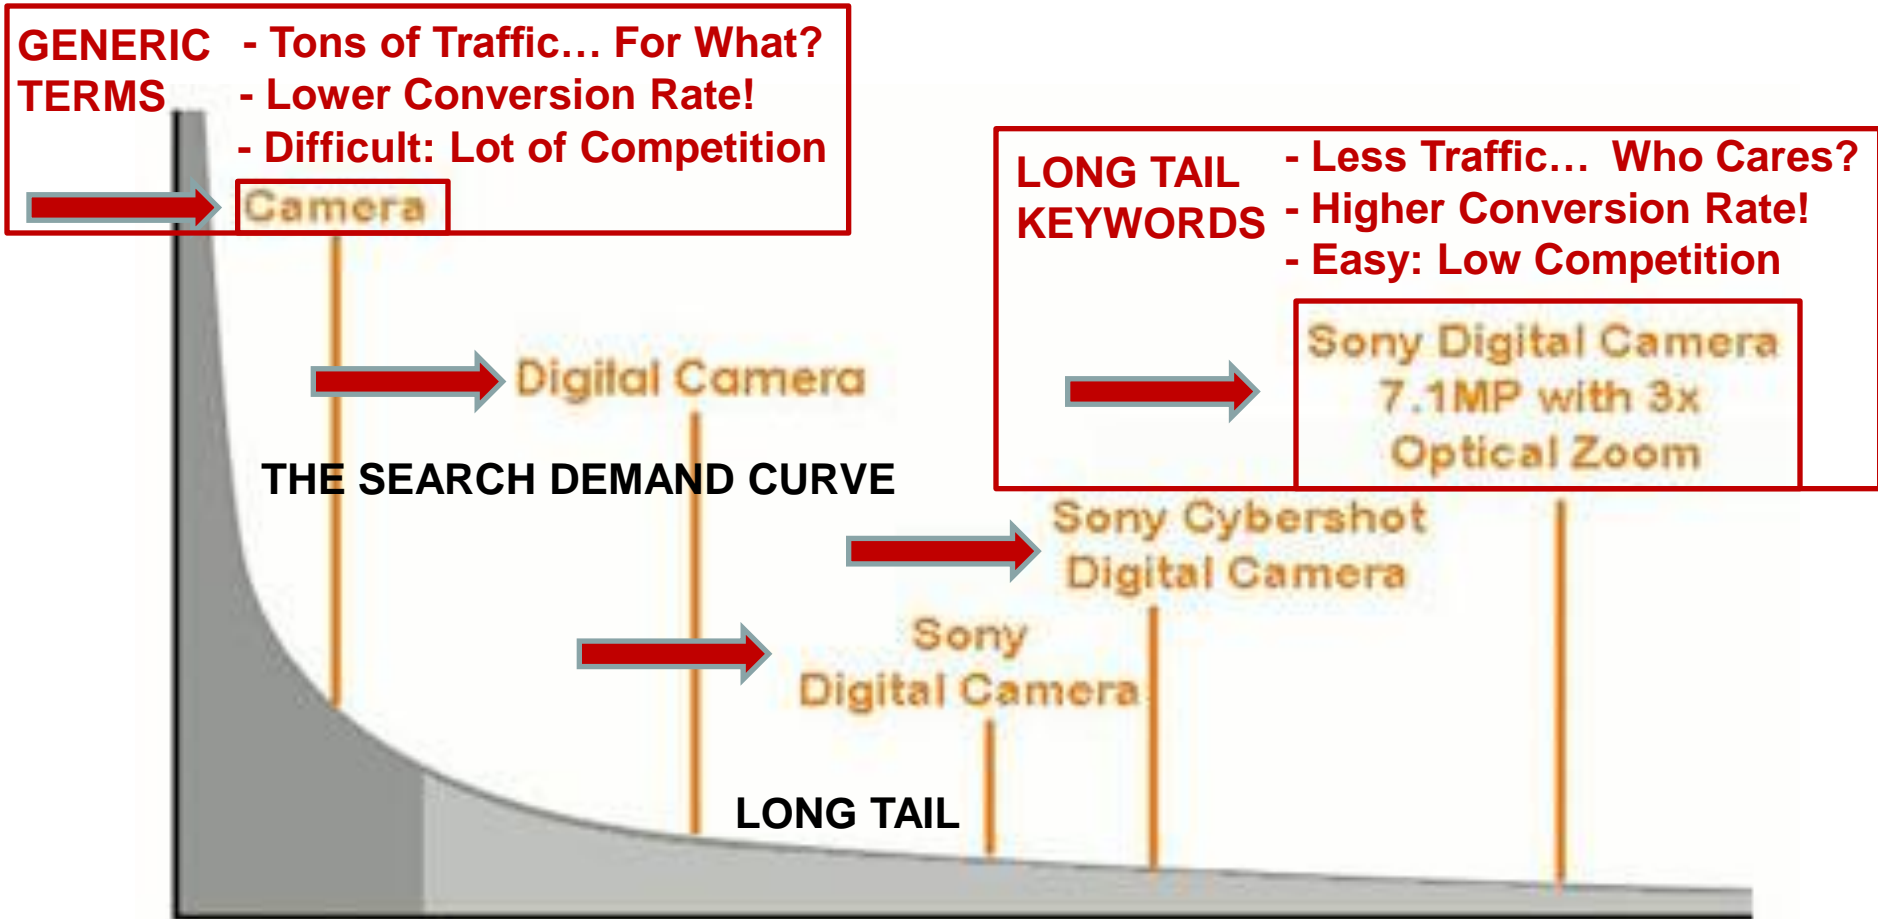 GENERIC TERMS
- Tons of Traffic… For What?
- Lower Conversion Rate!
- Difficult: Lot of Competition
Camera
LONG TAIL
KEYWORDS
- Less Traffic… Who Cares?
- Higher Conversion Rate!
- Easy: Low Competition
Sony Digital Camera
7.1MP with 3x
Optical Zoom
Digital Camera
THE SEARCH DEMAND CURVE
Sony Cybershot
Digital Camera
Sony
Digital Camera
LONG TAIL